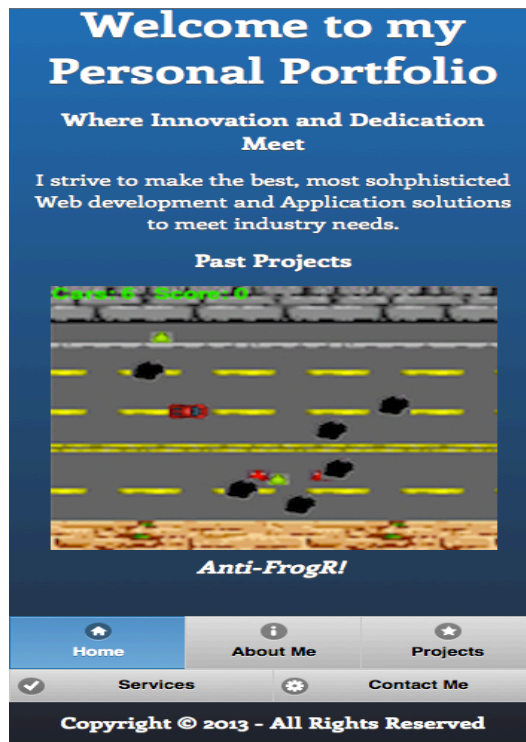 Welcome to my
Personal Portfolio
Where Innovation and Dedication
Meet
I strive to make the best, most sohphisticted
Web development and Application solutions
to meet industry needs.
Past Projects
Cars: 6 Score: 0
Anti-FrogR!
Home
About Me
Projects
Services
Contact Me
Copyright © 2013 - All Rights Reserved